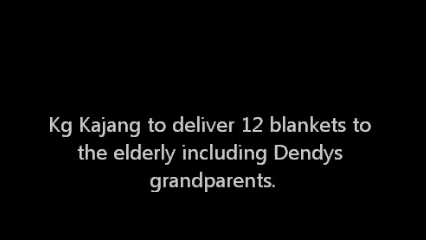 Kg Kajang to deliver 12 blankets to
the elderly including Dendys
grandparents.